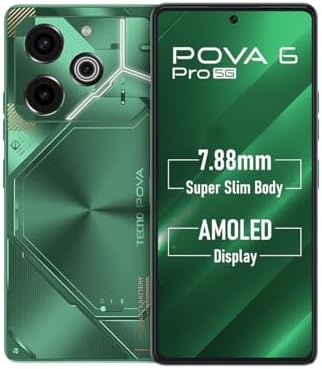 POVA 6
Pro 5G
7.88mm
Super Slim Body
AMOLED
Display
TECNO POVA